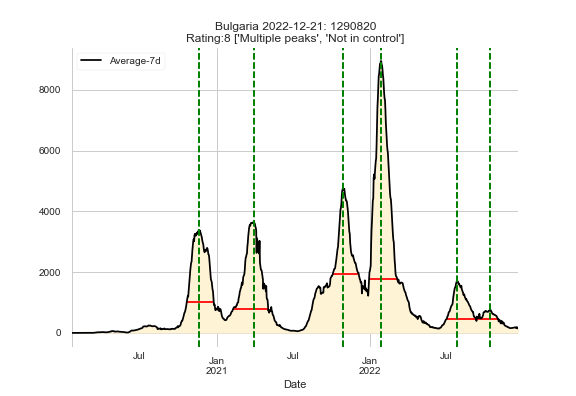 Bulgaria 2022-12-21: 1290820
Rating:8 ['Multiple peaks', 'Not in control']
Average-7d
8000
6000
4000
2000
0
Jul
Jan
2021
Jul
Jan
2022
Jul
Date